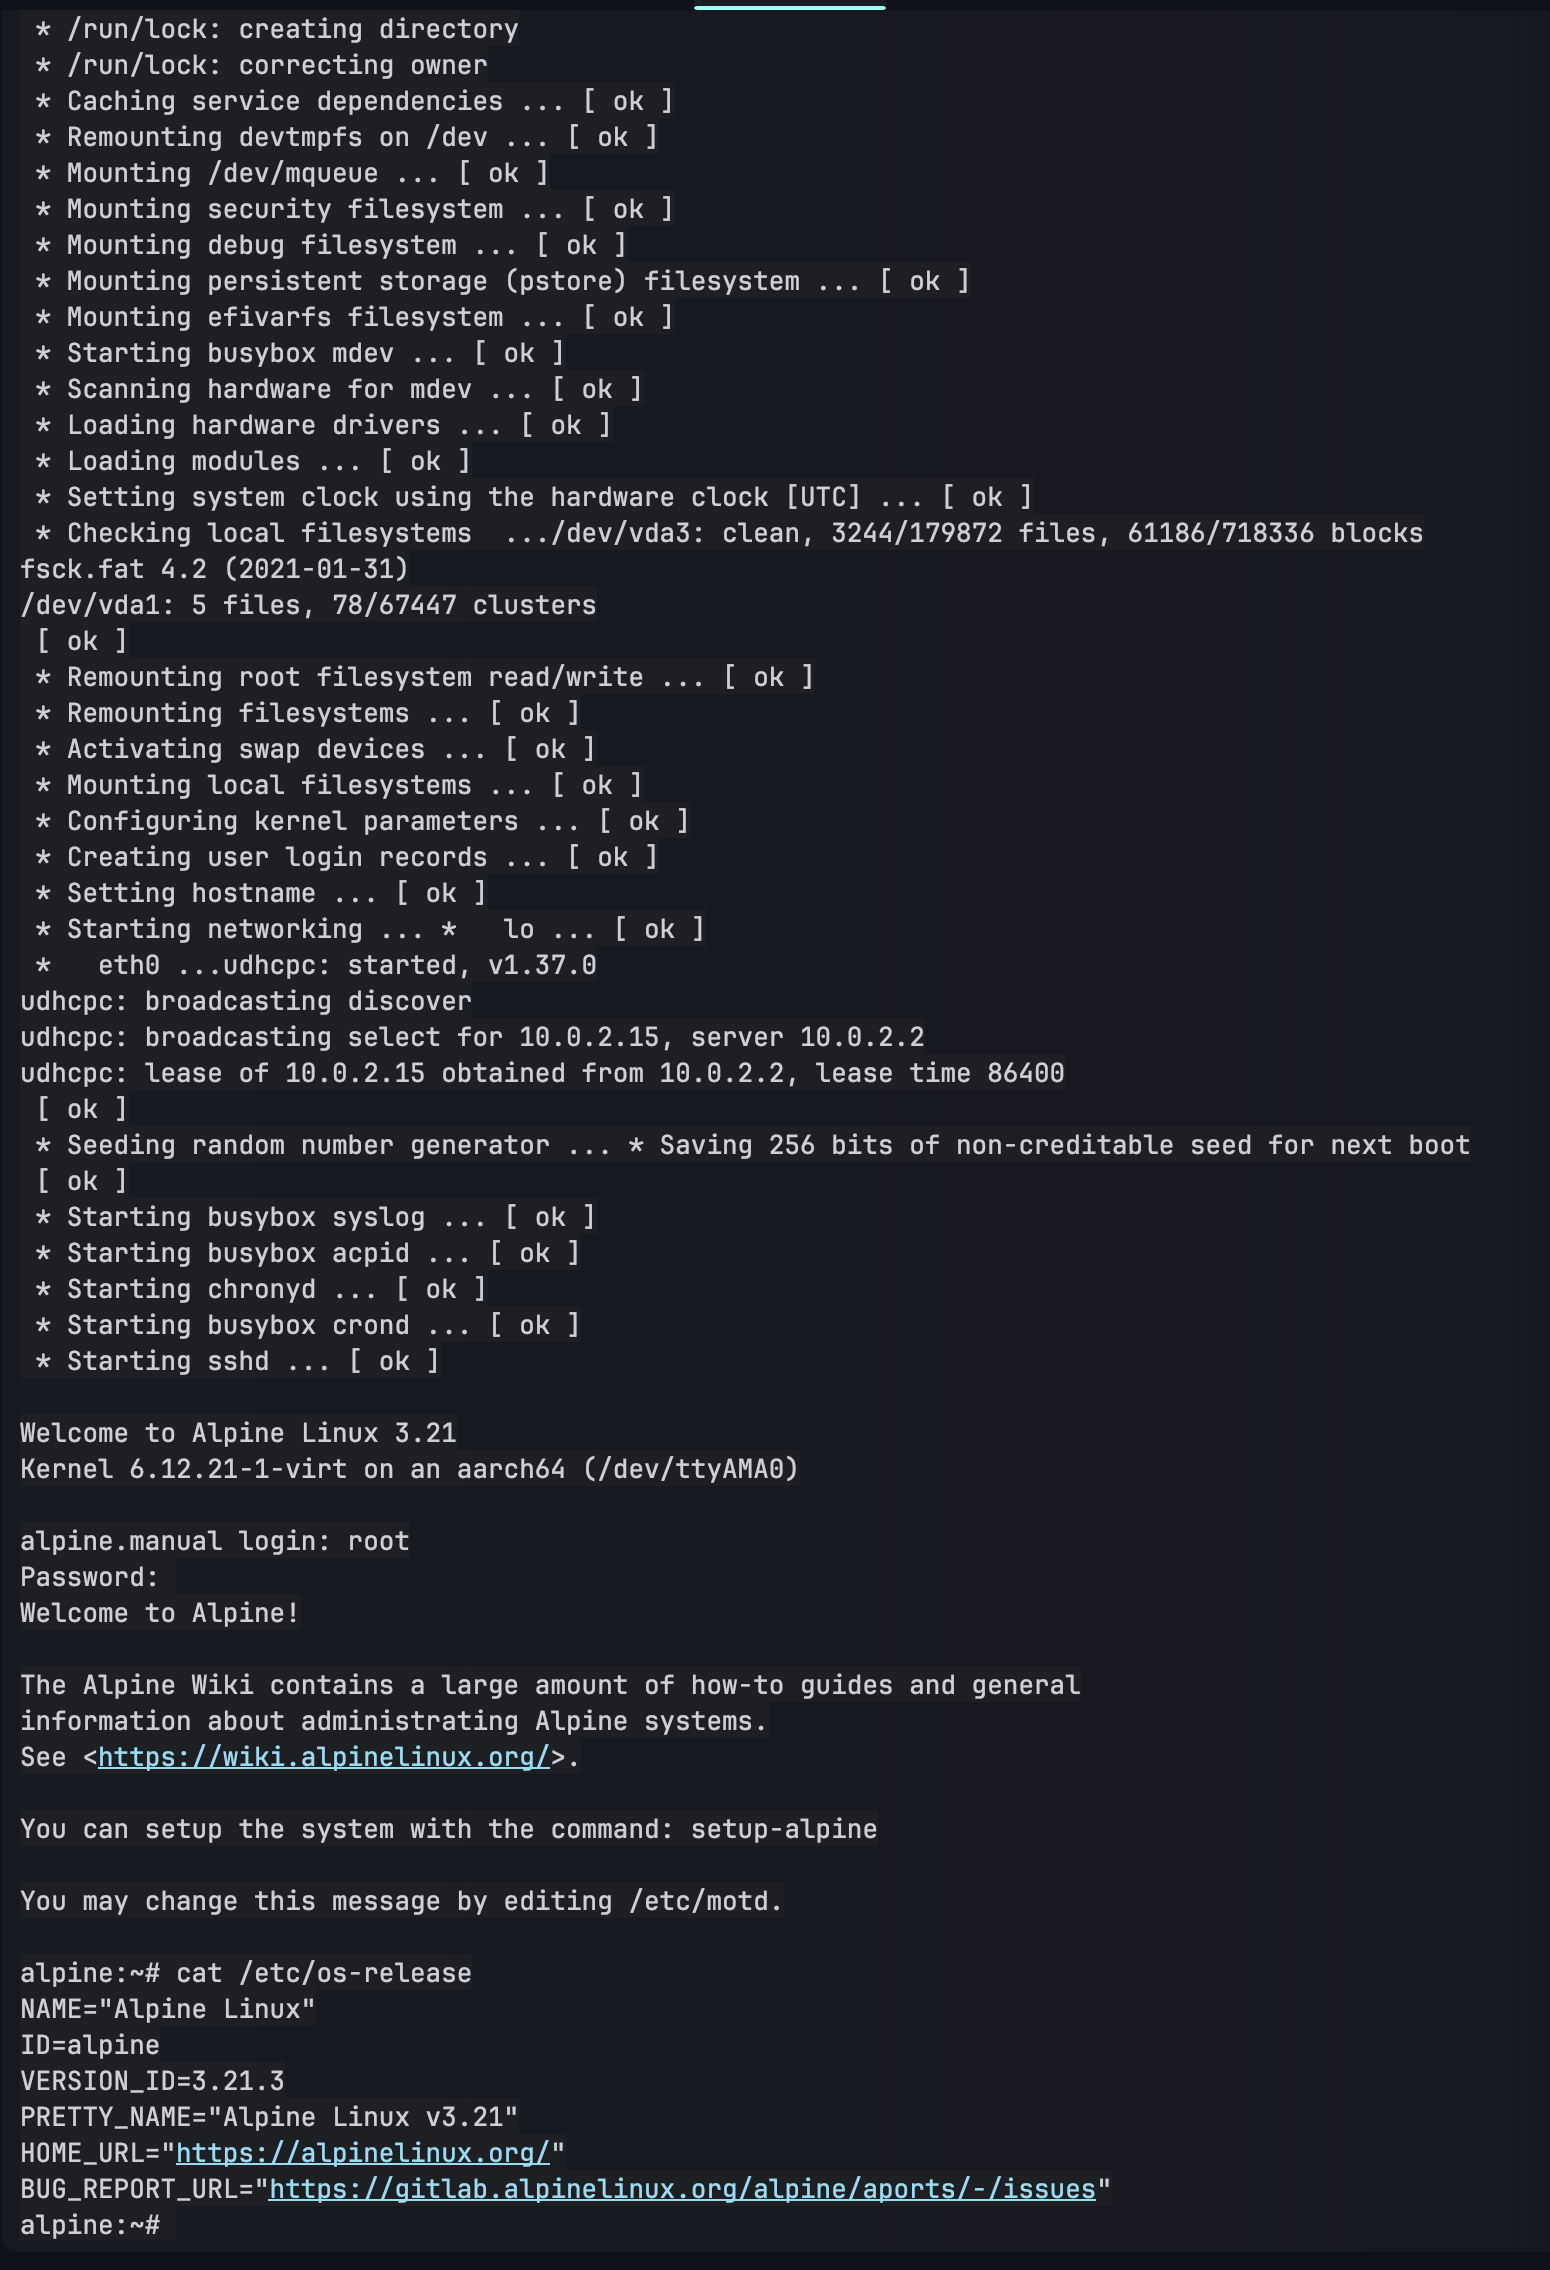 * /run/lock: creating directory
 * /run/lock: correcting owner
 * Caching service dependencies ... [ ok ]
 * Remounting devtmpfs on /dev ... [ ok ]
 * Mounting /dev/mqueue ... [ ok ]
 * Mounting security filesystem ... [ ok ]
 * Mounting debug filesystem ... [ ok ]
 * Mounting persistent storage (pstore) filesystem ... [ ok ]
 * Mounting efivarfs filesystem ... [ ok ]
 * Starting busybox mdev ... [ ok ]
 * Scanning hardware for mdev ... [ ok ]
 * Loading hardware drivers ... [ ok ]
 * Loading modules ... [ ok ]
 * Setting system clock using the hardware clock [UTC] ... [ ok ]
 * Checking local filesystems  .../dev/vda3: clean, 3244/179872 files, 61186/718336 blocks
fsck.fat 4.2 (2021-01-31)
/dev/vda1: 5 files, 78/67447 clusters
 [ ok ]
 * Remounting root filesystem read/write ... [ ok ]
 * Remounting filesystems ... [ ok ]
 * Activating swap devices ... [ ok ]
 * Mounting local filesystems ... [ ok ]
 * Configuring kernel parameters ... [ ok ]
 * Creating user login records ... [ ok ]
 * Setting hostname ... [ ok ]
 * Starting networking ... *   lo ... [ ok ]
 *   eth0 ...udhcpc: started, v1.37.0
udhcpc: broadcasting discover
udhcpc: broadcasting select for 10.0.2.15, server 10.0.2.2
udhcpc: lease of 10.0.2.15 obtained from 10.0.2.2, lease time 86400
 [ ok ]
 * Seeding random number generator ... * Saving 256 bits of non-creditable seed for next boot
 [ ok ]
 * Starting busybox syslog ... [ ok ]
 * Starting busybox acpid ... [ ok ]
 * Starting chronyd ... [ ok ]
 * Starting busybox crond ... [ ok ]
 * Starting sshd ... [ ok ]

Welcome to Alpine Linux 3.21
Kernel 6.12.21-1-virt on an aarch64 (/dev/ttyAMA0)

alpine.manual login: root
Password:
Welcome to Alpine!

The Alpine Wiki contains a large amount of how-to guides and general
information about administrating Alpine systems.
See <https://wiki.alpinelinux.org/>.

You can setup the system with the command: setup-alpine

You may change this message by editing /etc/motd.

alpine:~# cat /etc/os-release
NAME="Alpine Linux"
ID=alpine
VERSION_ID=3.21.3
PRETTY_NAME="Alpine Linux v3.21"
HOME_URL="https://alpinelinux.org/"
BUG_REPORT_URL="https://gitlab.alpinelinux.org/alpine/aports/-/issues"
alpine:~#